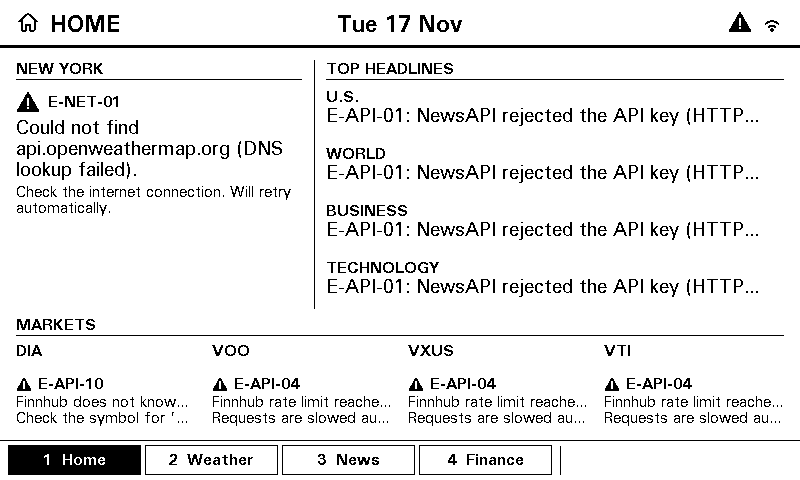 HOME
Tue 17 Nov
NEW YORK
E-NET-01
Could not find
api.openweathermap.org (DNS
lookup failed).
Check the internet connection. Will retry
automatically.
TOP HEADLINES
U.S.
E-API-01: NewsAPI rejected the API key (HTTP...
WORLD
E-API-01: NewsAPI rejected the API key (HTTP...
BUSINESS
E-API-01: NewsAPI rejected the API key (HTTP...
TECHNOLOGY
E-API-01: NewsAPI rejected the API key (HTTP...
MARKETS
DIA
E-API-10
Finnhub does not know...
Check the symbol for '...
VOO
E-API-04
Finnhub rate limit reache...
Requests are slowed au...
VXUS
E-API-04
Finnhub rate limit reache...
Requests are slowed au...
VTI
E-API-04
Finnhub rate limit reache...
Requests are slowed au...
1 Home
2 Weather
3 News
4 Finance